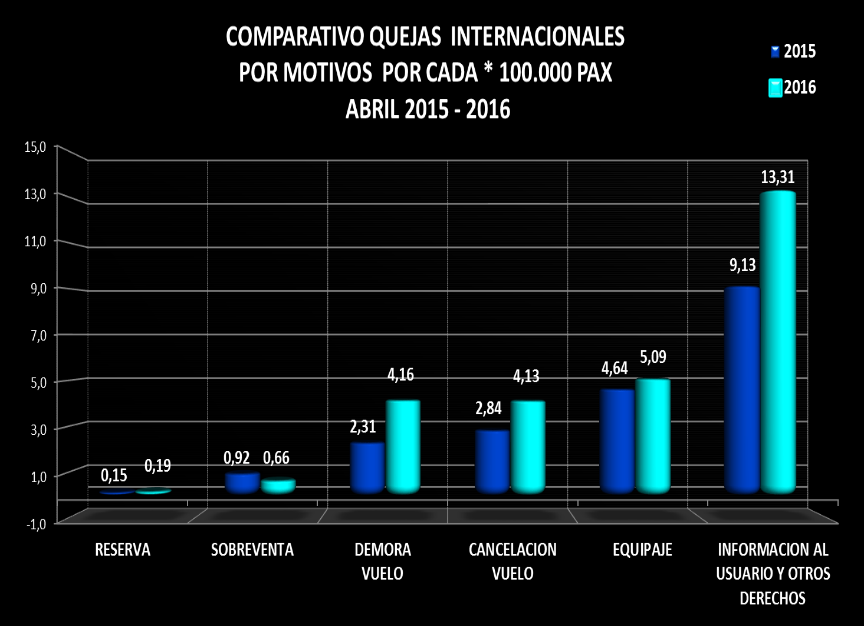 COMPARATIVO QUEJAS INTERNACIONALES
POR MOTIVOS POR CADA * 100.000 PAX
ABRIL 2015 - 2016
2015
2016
15,0
13,0
11,0
9,0
7,0
5,0
3,0
1,0
-1,0
0,15
0,19
0,92
0,66
2,31
4,16
2,84
4,13
4,64
5,09
9,13
13,31
RESERVA
SOBREVENTA
DEMORA
VUELO
CANCELACION
VUELO
EQUIPAJE
INFORMACION AL
USUARIO Y OTROS
DERECHOS